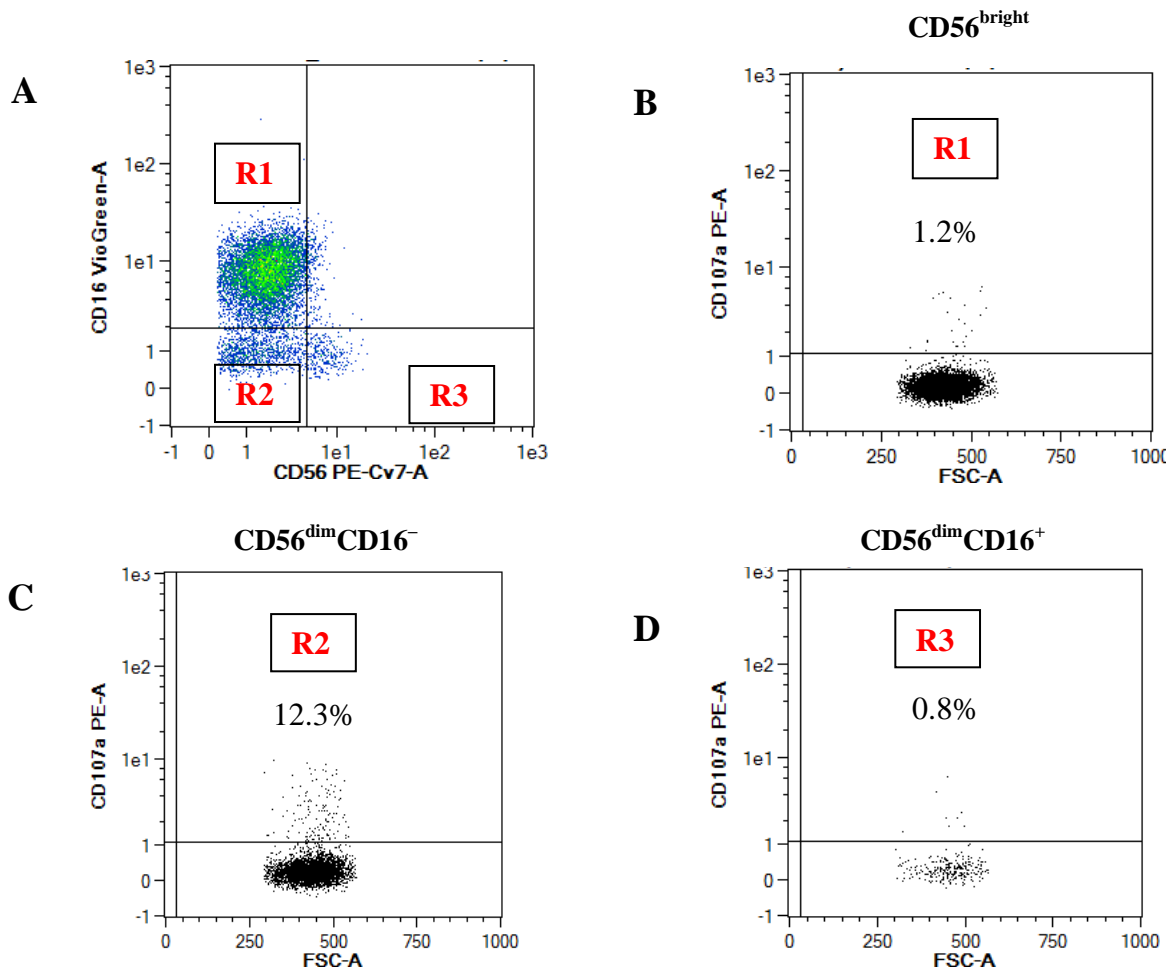 A
1e3
1e2
1e1
1
0
-1
CD16 VioGreen-A
R1
R2
R3
-1 0 1 1e1 1e2 1e3
CD56 PE-Cy7-A
CD56bright
B
1e3
1e2
1e1
1
0
-1
CD107a PE-A
R1
1.2%
0 250 500 750 1000
FSC-A
CD56dimCD16−
C
1e3
1e2
1e1
1
0
-1
CD107a PE-A
R2
12.3%
0 250 500 750 1000
FSC-A
CD56dimCD16+
D
1e3
1e2
1e1
1
0
-1
CD107a PE-A
R3
0.8%
0 250 500 750 1000
FSC-A